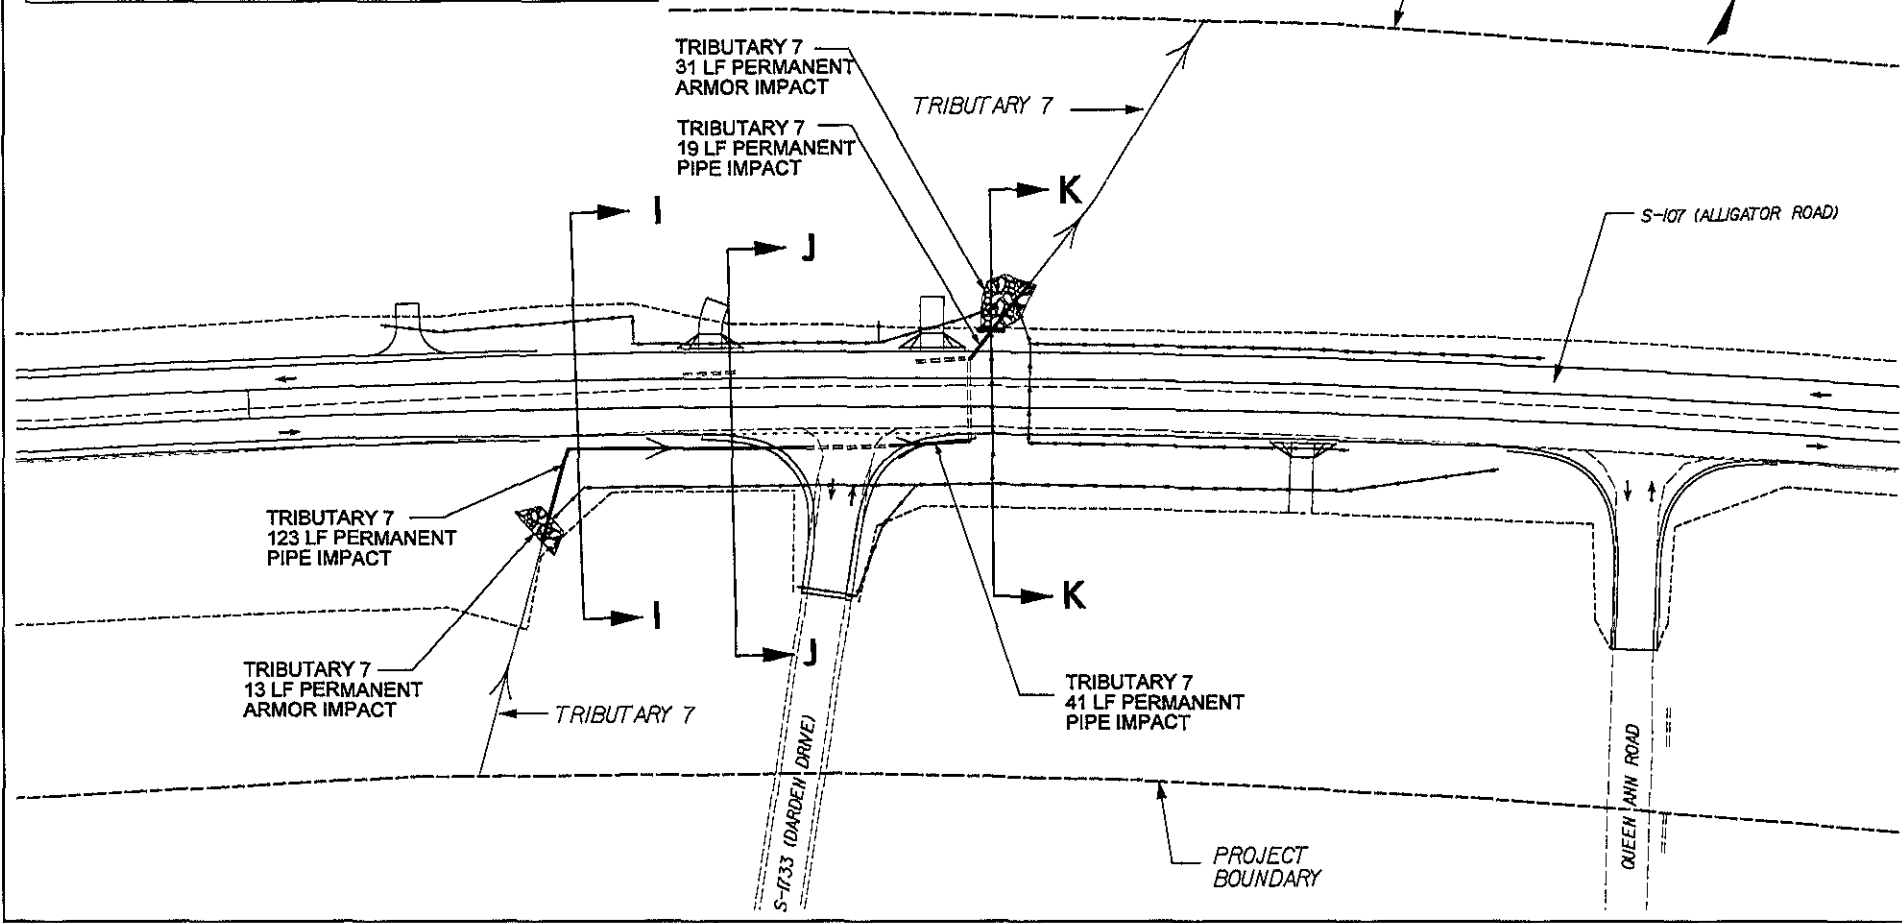 TRIBUTARY 7
31 LF PERMANENT
ARMOR IMPACT
TRIBUTARY 7
TRIBUTARY 7
19 LF PERMANENT
PIPE IMPACT
K
I
S-107 (ALLIGATOR ROAD)
J
TRIBUTARY 7
123 LF PERMANENT
PIPE IMPACT
K
I
J
TRIBUTARY 7
13 LF PERMANENT
ARMOR IMPACT
TRIBUTARY 7
TRIBUTARY 7
41 LF PERMANENT
PIPE IMPACT
S-1733 (DARDEN DRIVE)
QUEEN ANN ROAD
PROJECT
BOUNDARY